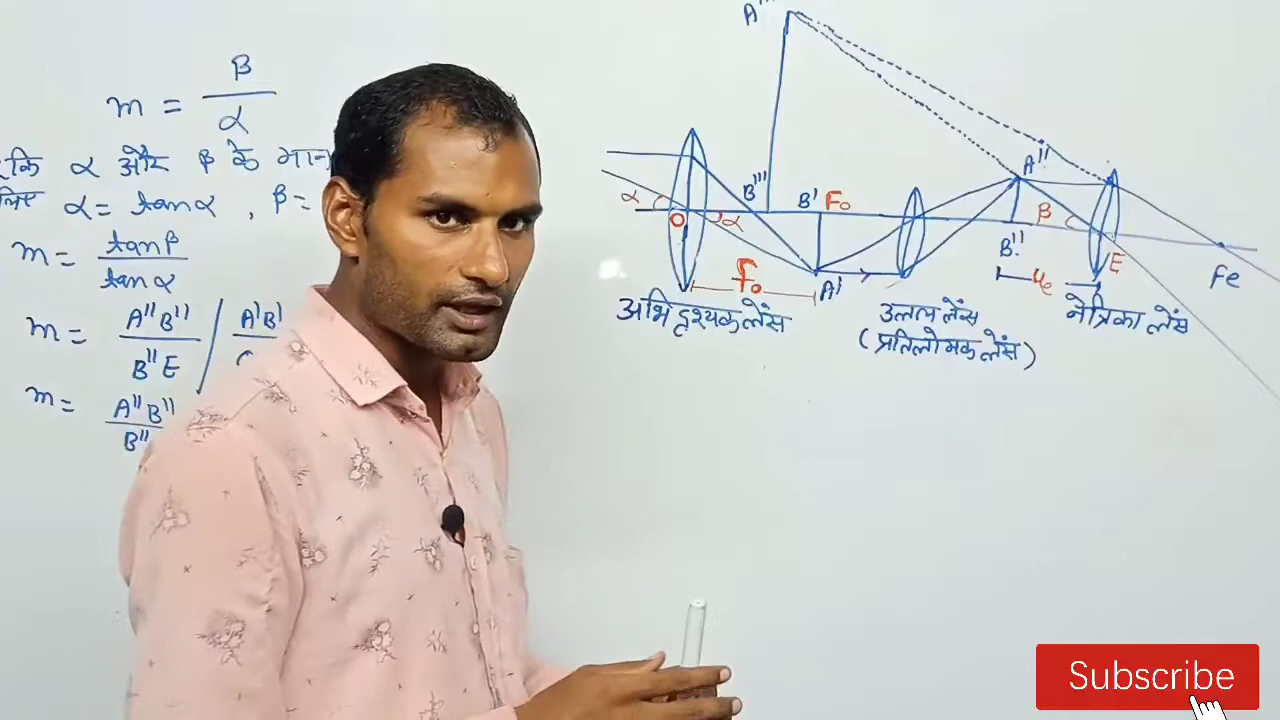 m = β/α
कि α और β के मान
α = tanα , β =
m = tanβ/tanα
m = A''B''/B''E / A'B'
m = A''B''/B''
A'''
B'''
B'
Fo
A''
α
O
α
β
B''
E
Fe
fo
A'
ue
अभिदृश्यक लेंस
उत्तल लेंस
(प्रतिलोमक लेंस)
नेत्रिका लेंस
Subscribe